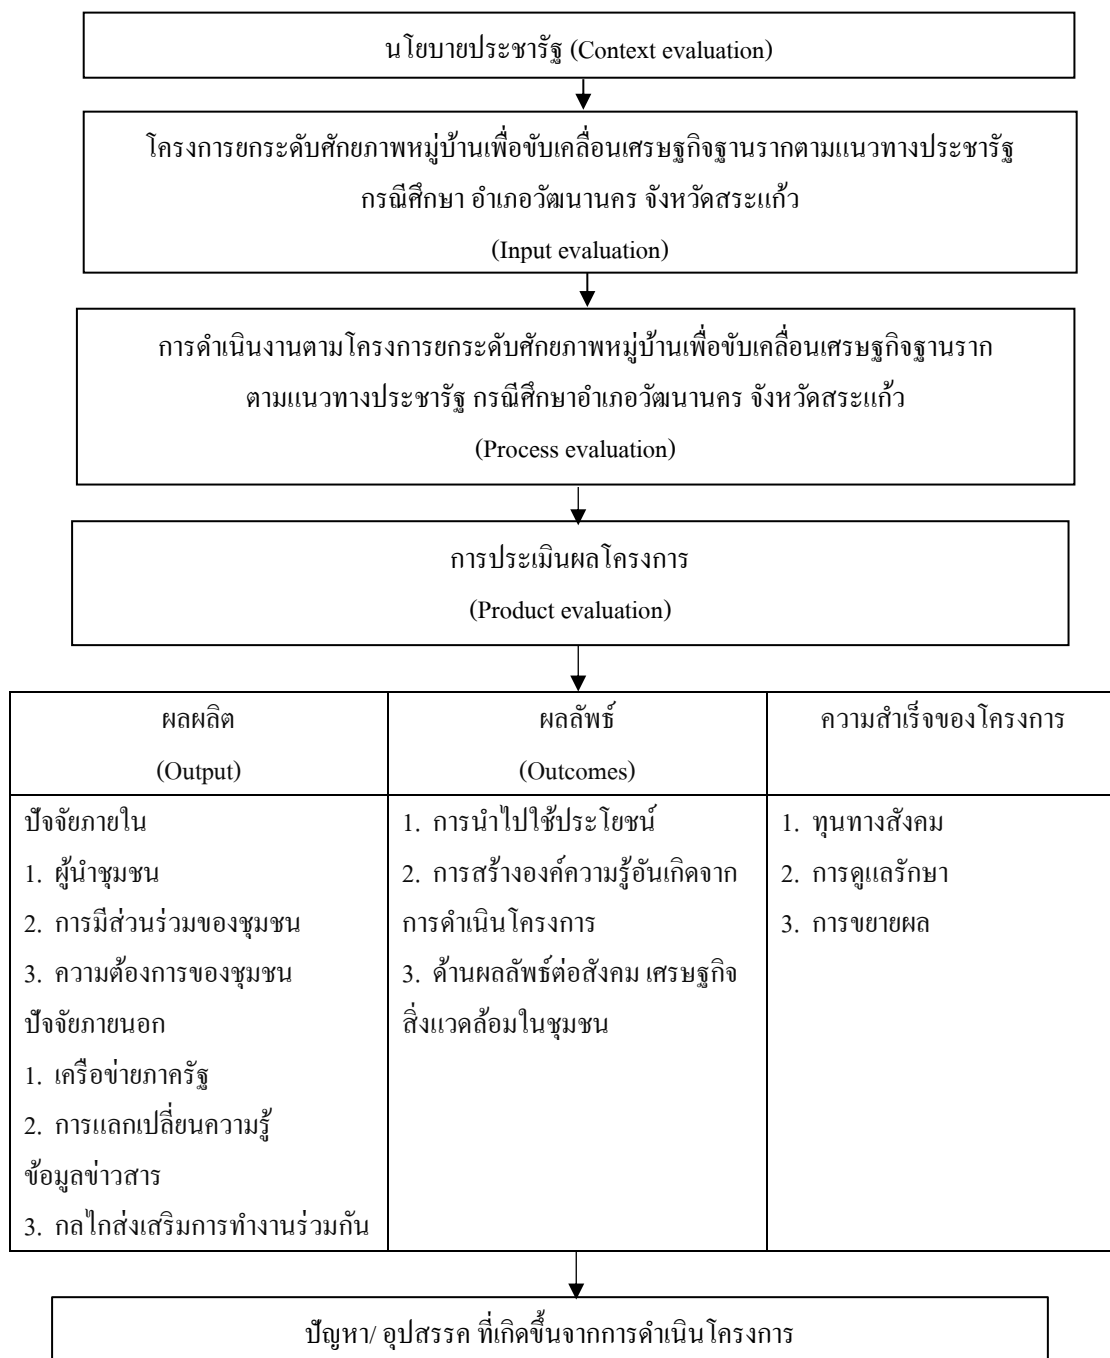 นโยบายประชารัฐ (Context evaluation)
โครงการยกระดับศักยภาพหมู่บ้านเพื่อขับเคลื่อนเศรษฐกิจฐานรากตามแนวทางประชารัฐ
กรณีศึกษา อำเภอวัฒนานคร จังหวัดสระแก้ว
(Input evaluation)
การดำเนินงานตามโครงการยกระดับศักยภาพหมู่บ้านเพื่อขับเคลื่อนเศรษฐกิจฐานราก
ตามแนวทางประชารัฐ กรณีศึกษาอำเภอวัฒนานคร จังหวัดสระแก้ว
(Process evaluation)
การประเมินผลโครงการ
(Product evaluation)
ผลผลิต
(Output)
ปัจจัยภายใน
1. ผู้นำชุมชน
2. การมีส่วนร่วมของชุมชน
3. ความต้องการของชุมชน
ปัจจัยภายนอก
1. เครือข่ายภาครัฐ
2. การแลกเปลี่ยนความรู้
ข้อมูลข่าวสาร
3. กลไกส่งเสริมการทำงานร่วมกัน
ผลลัพธ์
(Outcomes)
1. การนำไปใช้ประโยชน์
2. การสร้างองค์ความรู้อันเกิดจาก
การดำเนินโครงการ
3. ด้านผลลัพธ์ต่อสังคม เศรษฐกิจ
สิ่งแวดล้อมในชุมชน
ความสำเร็จของโครงการ
1. ทุนทางสังคม
2. การดูแลรักษา
3. การขยายผล
ปัญหา/ อุปสรรค ที่เกิดขึ้นจากการดำเนินโครงการ